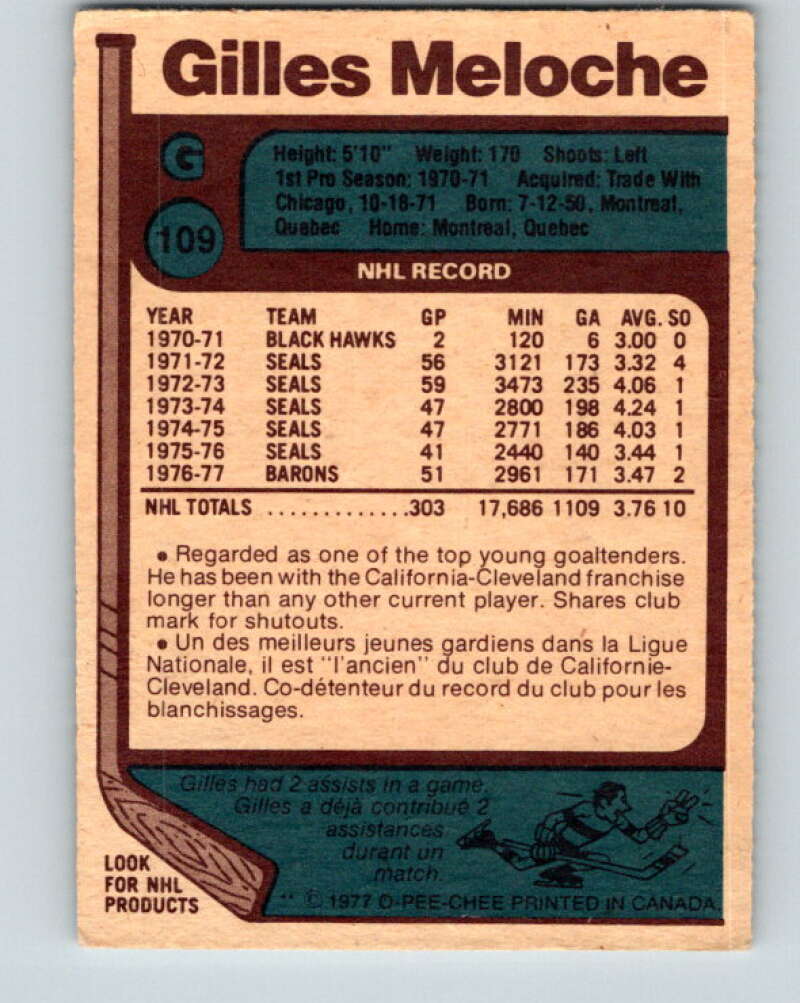 Gilles Meloche
G
109
Height: 5'10" Weight: 170 Shoots: Left
1st Pro Season: 1970-71 Acquired: Trade With
Chicago, 10-18-71 Born: 7-12-50, Montreal,
Quebec Home: Montreal, Quebec
NHL RECORD
YEAR TEAM GP MIN GA AVG. SO
1970-71 BLACK HAWKS 2 120 6 3.00 0
1971-72 SEALS 56 3121 173 3.32 4
1972-73 SEALS 59 3473 235 4.06 1
1973-74 SEALS 47 2800 198 4.24 1
1974-75 SEALS 47 2771 186 4.03 1
1975-76 SEALS 41 2440 140 3.44 1
1976-77 BARONS 51 2961 171 3.47 2
NHL TOTALS .............303 17,686 1109 3.76 10
• Regarded as one of the top young goaltenders.
He has been with the California-Cleveland franchise
longer than any other current player. Shares club
mark for shutouts.
• Un des meilleurs jeunes gardiens dans la Ligue
Nationale, il est "l'ancien" du club de Californie-
Cleveland. Co-détenteur du record du club pour les
blanchissages.
Gilles had 2 assists in a game.
Gilles a déjà contribué 2
assistances
durant un
match.
LOOK
FOR NHL
PRODUCTS
** © 1977 O-PEE-CHEE PRINTED IN CANADA.